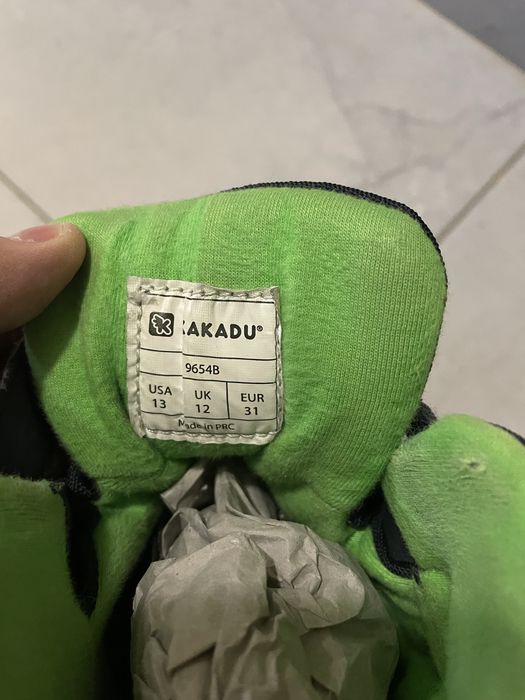 KAKADU®
9654B
USA UK EUR
13 12 31
Made in PRC